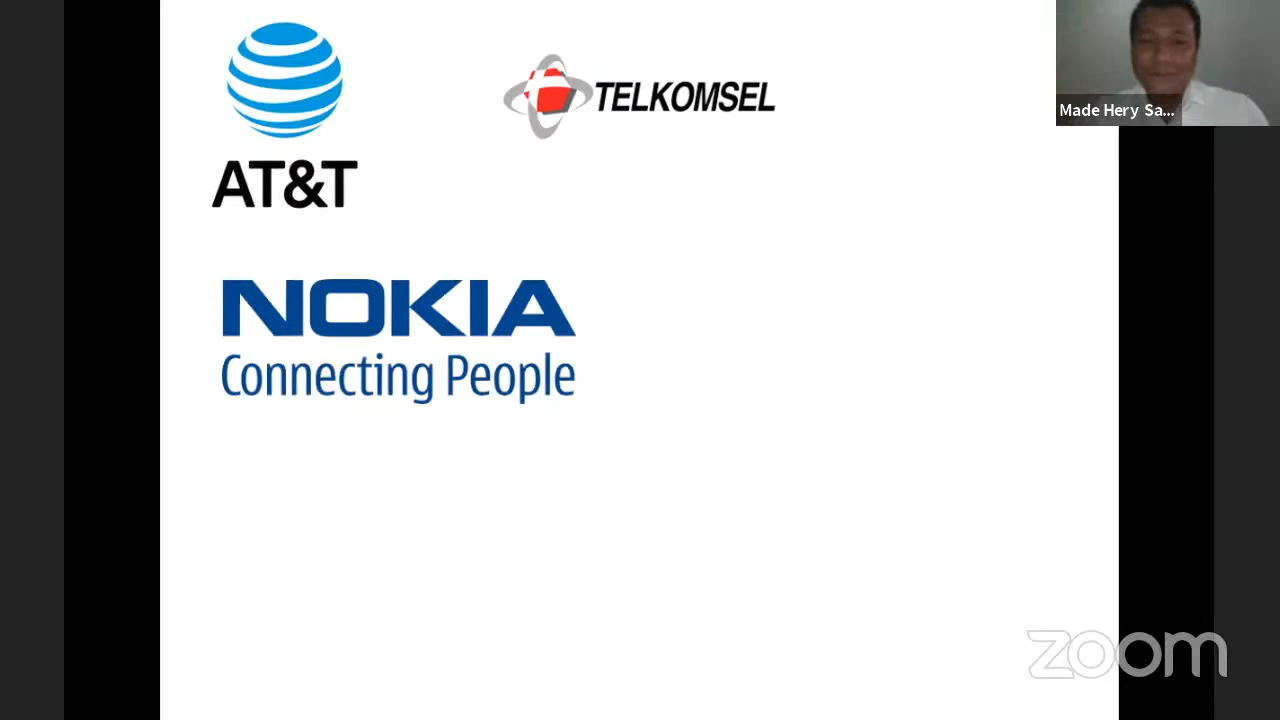 AT&T
TELKOMSEL
Made Hery Sa...
NOKIA
Connecting People
zoom